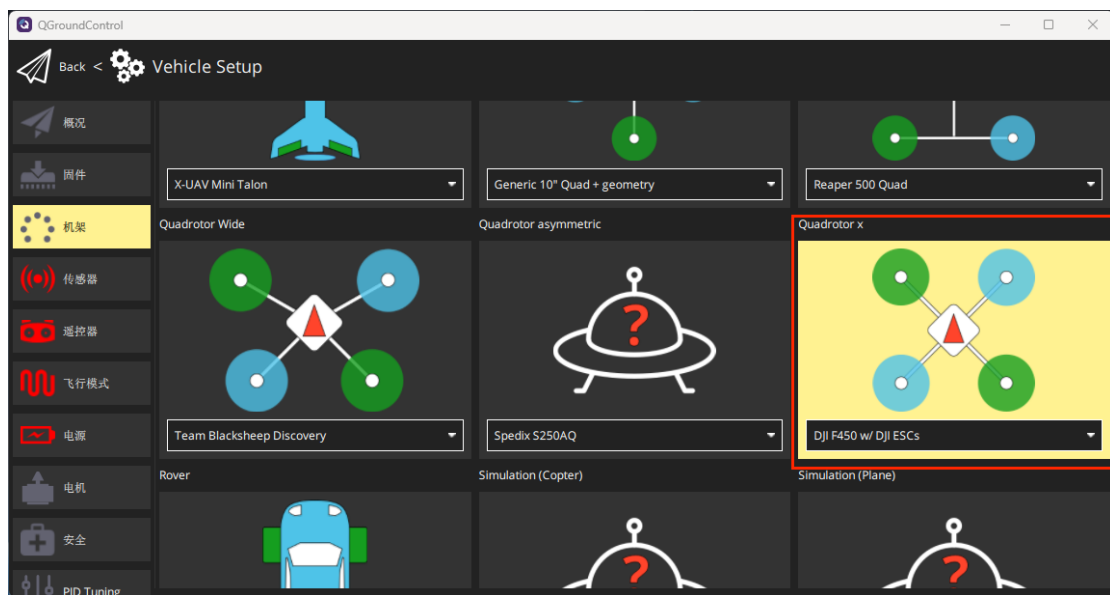 QGroundControl
Back < Vehicle Setup
概况
固件
机架
传感器
遥控器
飞行模式
电源
电机
安全
PID Tuning
X-UAV Mini Talon
Generic 10" Quad + geometry
Reaper 500 Quad
Quadrotor Wide
Quadrotor asymmetric
Quadrotor x
?
Team Blacksheep Discovery
Spedix S250AQ
DJI F450 w/ DJI ESCs
Rover
Simulation (Copter)
Simulation (Plane)
?
?